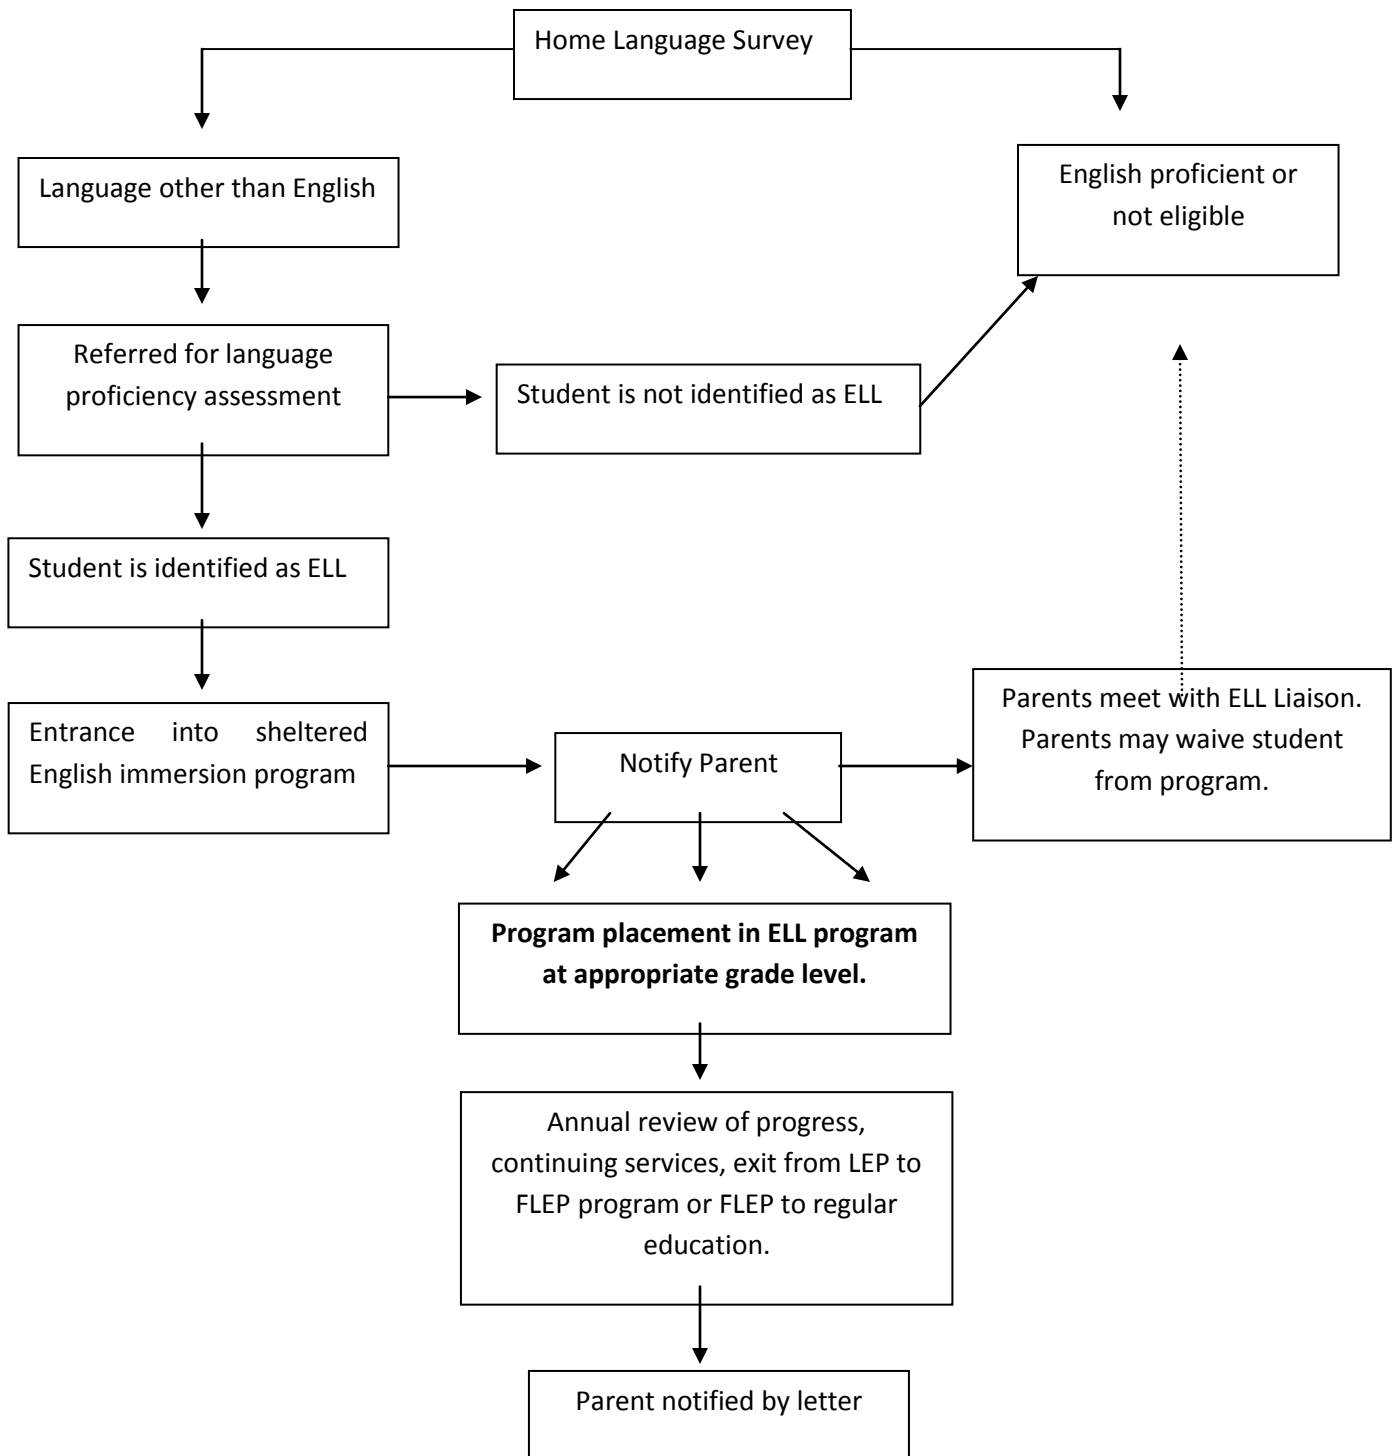 Home Language Survey
Language other than English
English proficient or
not eligible
Referred for language
proficiency assessment
Student is not identified as ELL
Student is identified as ELL
Entrance into sheltered
English immersion program
Notify Parent
Parents meet with ELL Liaison.
Parents may waive student
from program.
Program placement in ELL program
at appropriate grade level.
Annual review of progress,
continuing services, exit from LEP to
FLEP program or FLEP to regular
education.
Parent notified by letter